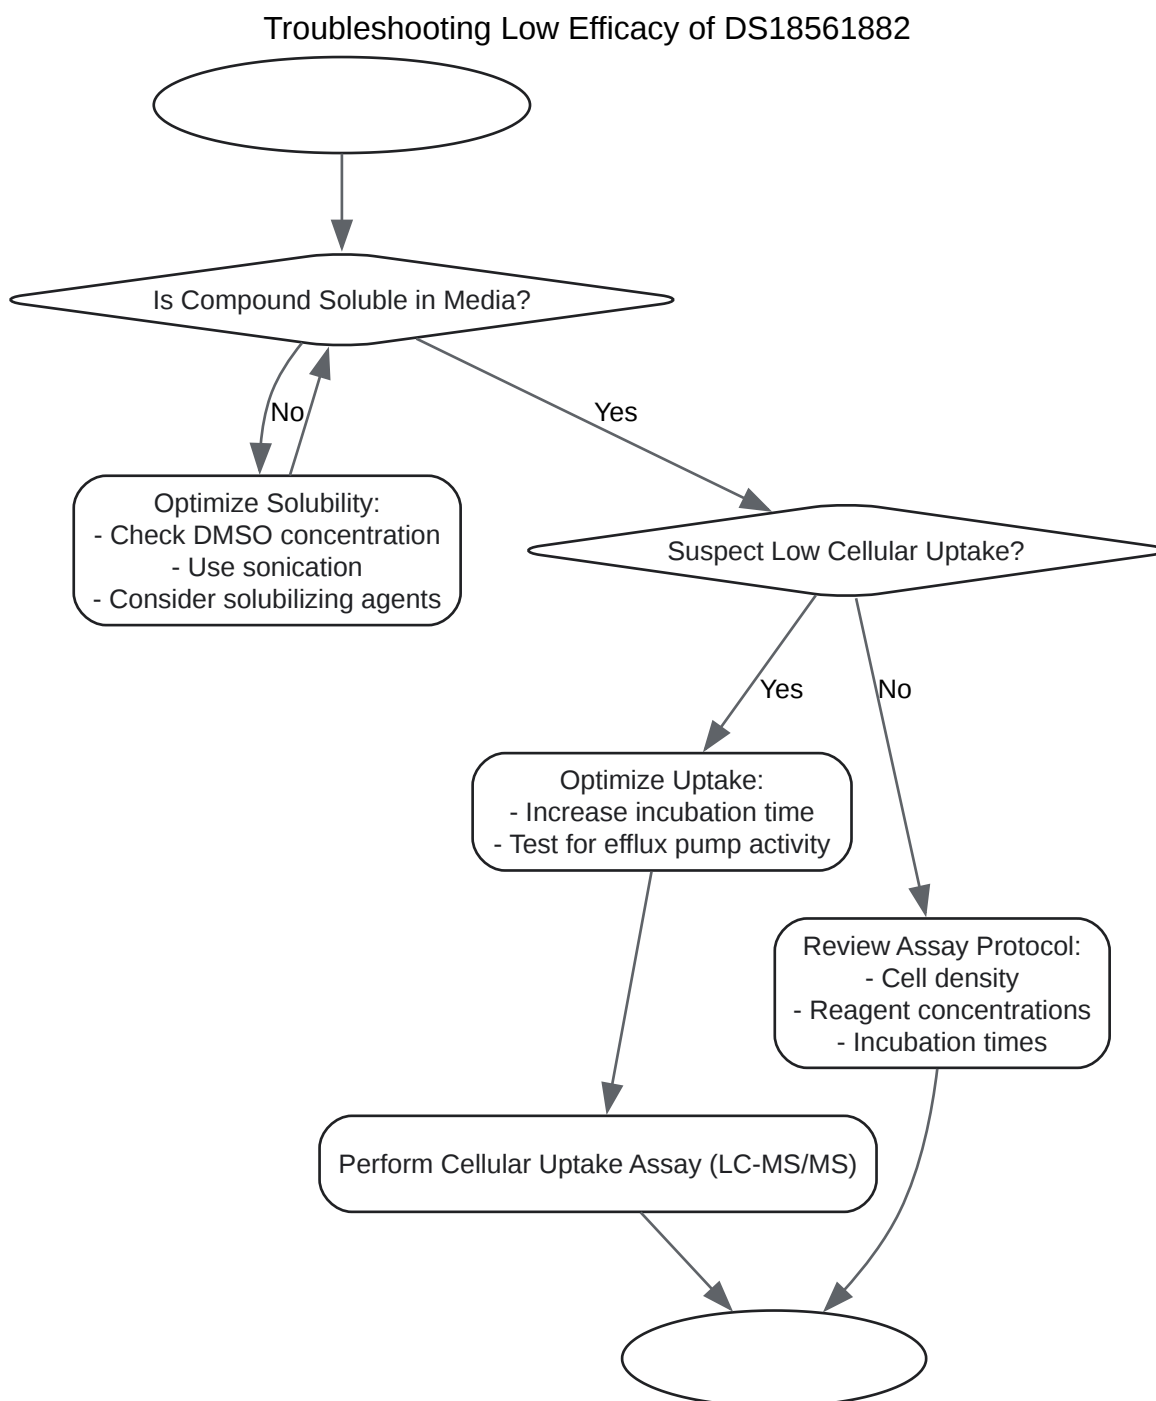 Troubleshooting Low Efficacy of DS18561882
Is Compound Soluble in Media?
No
Yes
Optimize Solubility:
- Check DMSO concentration
- Use sonication
- Consider solubilizing agents
Suspect Low Cellular Uptake?
Yes
No
Optimize Uptake:
- Increase incubation time
- Test for efflux pump activity
Review Assay Protocol:
- Cell density
- Reagent concentrations
- Incubation times
Perform Cellular Uptake Assay (LC-MS/MS)